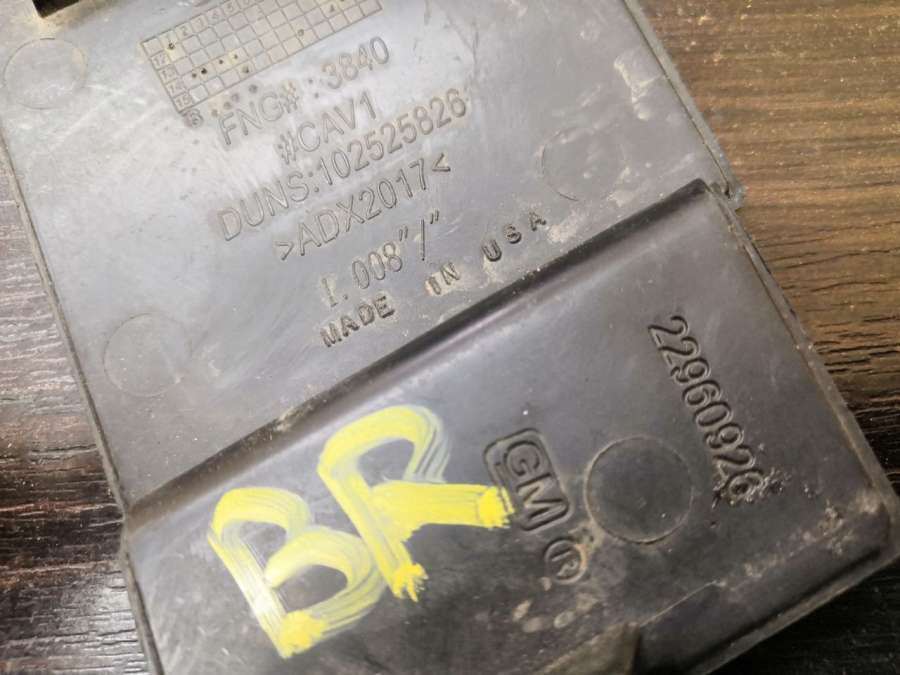 FNG# : 3840
#CAV1
DUNS:102525826
>ADX2017<
1.008"/"
MADE IN USA
22960926
GM
®
BR